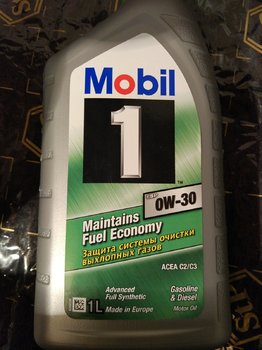 Mobil
1
ESP 0W-30
Maintains
Fuel Economy
Защита системы очистки
выхлопных газов
ACEA C2/C3
Advanced
Full Synthetic
Gasoline
& Diesel
1L
Made in Europe
Motor Oil